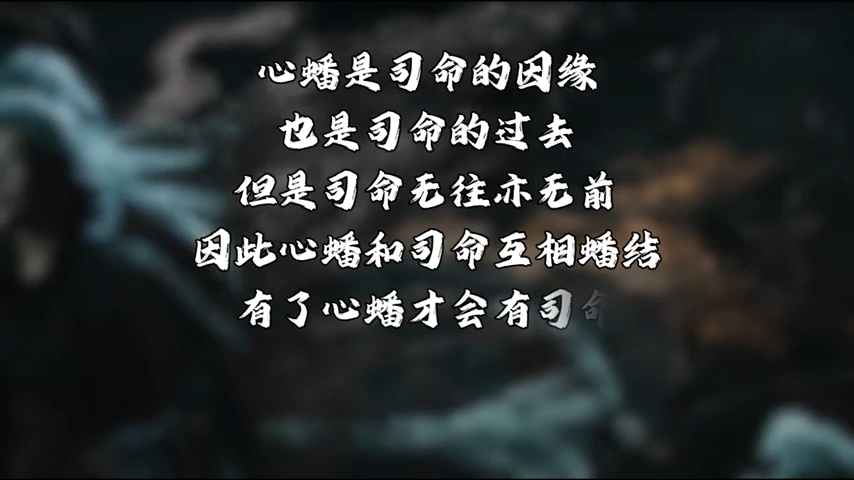 心蟠是司命的因缘
也是司命的过去
但是司命无往亦无前
因此心蟠和司命互相蟠结
有了心蟠才会有司命